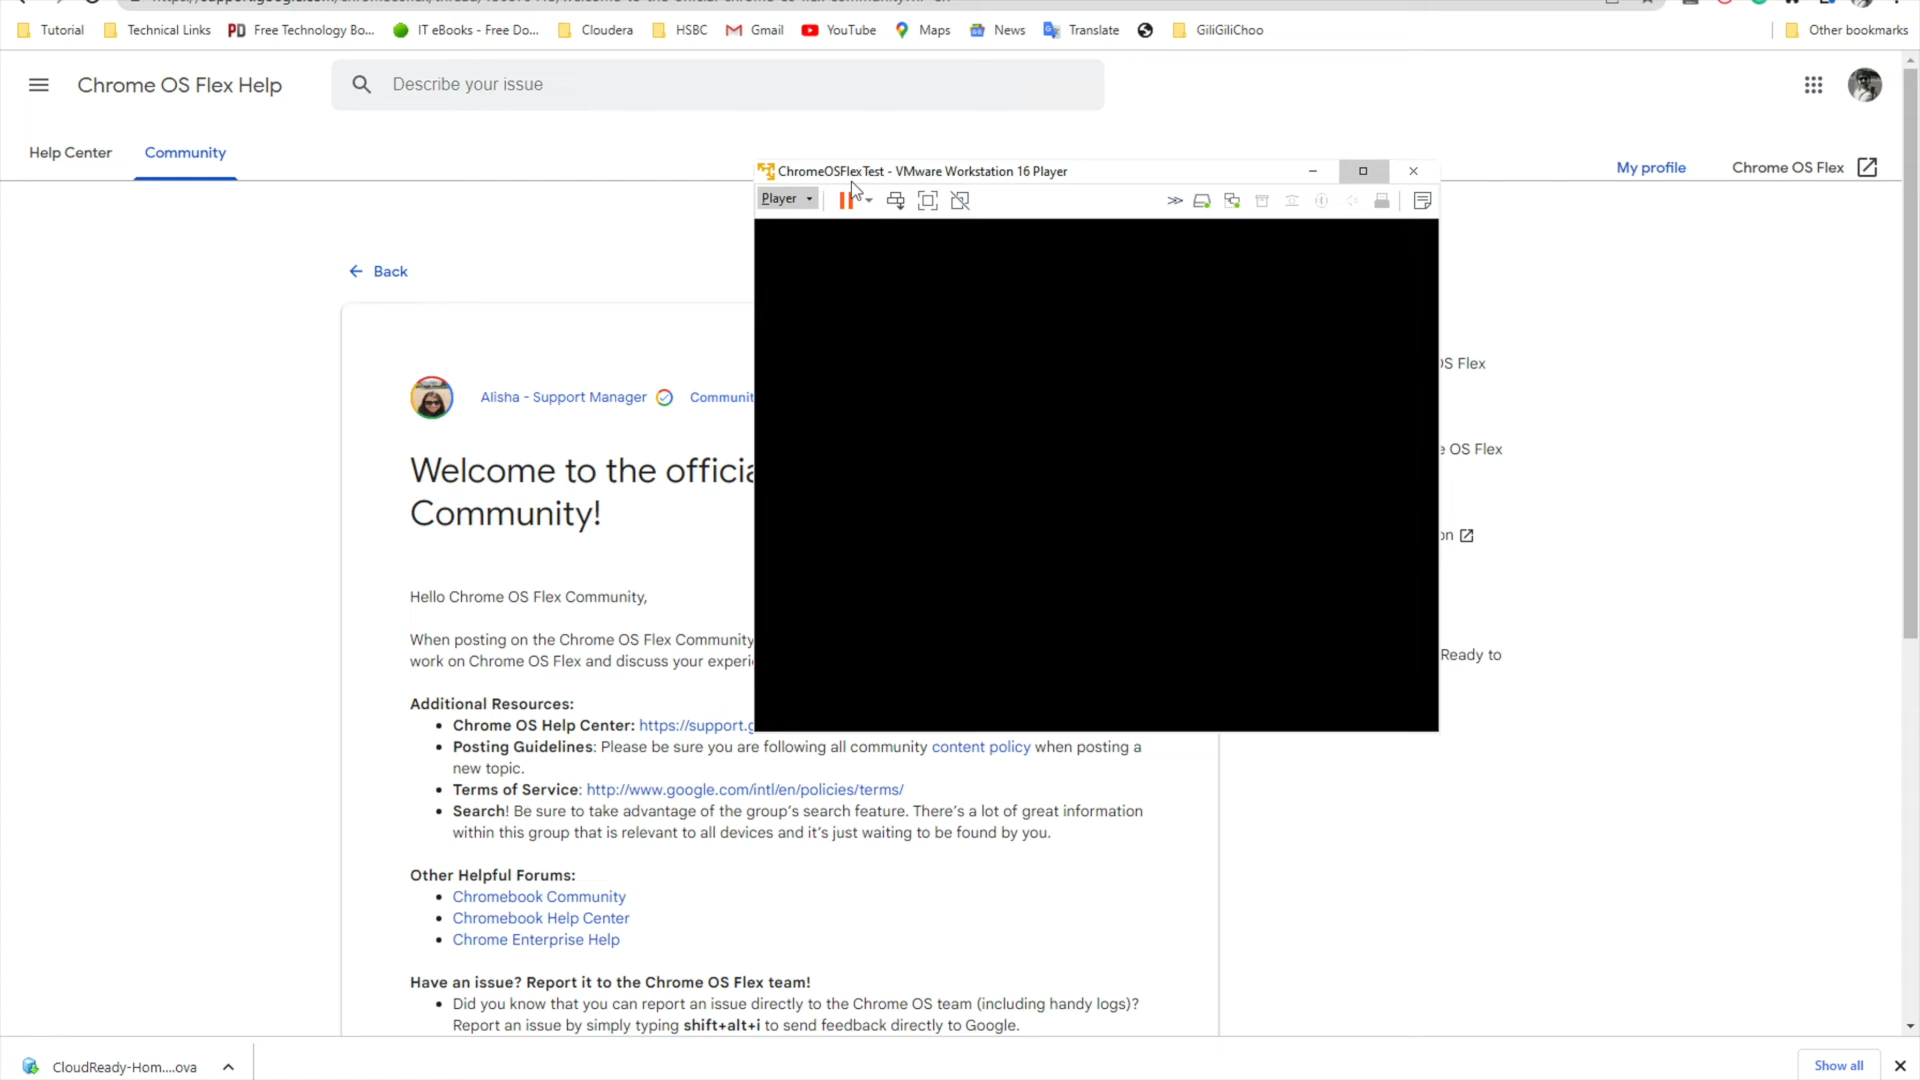 Tutorial Technical Links Free Technology Bo... IT eBooks - Free Do... Cloudera HSBC Gmail YouTube Maps News Translate GiliGiliChoo Other bookmarks
Chrome OS Flex Help
Describe your issue
Help Center Community
My profile Chrome OS Flex
ChromeOSFlexTest - VMware Workstation 16 Player
Player
Back
Alisha - Support Manager Communit
Welcome to the officia
Community!
OS Flex
e OS Flex
on
Ready to
Hello Chrome OS Flex Community,
When posting on the Chrome OS Flex Community
work on Chrome OS Flex and discuss your experi
Additional Resources:
• Chrome OS Help Center: https://support.g
• Posting Guidelines: Please be sure you are following all community content policy when posting a
new topic.
• Terms of Service: http://www.google.com/intl/en/policies/terms/
• Search! Be sure to take advantage of the group's search feature. There's a lot of great information
within this group that is relevant to all devices and it's just waiting to be found by you.
Other Helpful Forums:
• Chromebook Community
• Chromebook Help Center
• Chrome Enterprise Help
Have an issue? Report it to the Chrome OS Flex team!
• Did you know that you can report an issue directly to the Chrome OS team (including handy logs)?
Report an issue by simply typing shift+alt+i to send feedback directly to Google.
CloudReady-Hom....ova
Show all